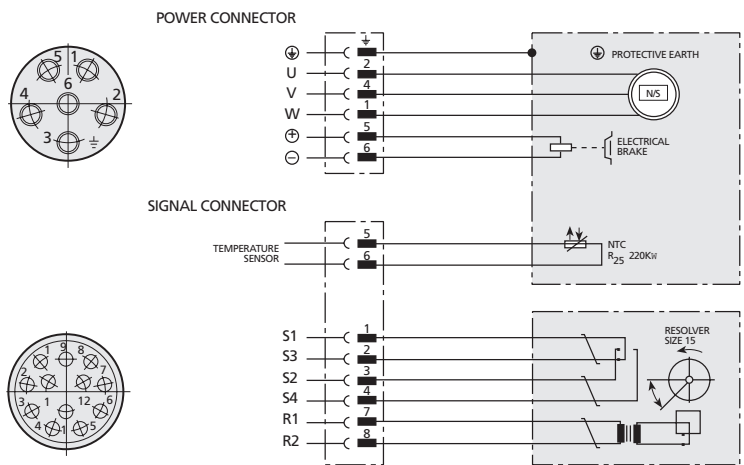 POWER CONNECTOR
5 1
6
4 2
3
U 2
V 4
W 1
+ 5
− 6
PROTECTIVE EARTH
N/S
ELECTRICAL
BRAKE
SIGNAL CONNECTOR
TEMPERATURE
SENSOR
5
6
NTC
R25 220Kw
1 9 8
2 7
3 1 12 6
4 1 5
S1 1
S3 2
S2 3
S4 4
R1 7
R2 8
RESOLVER
SIZE 15